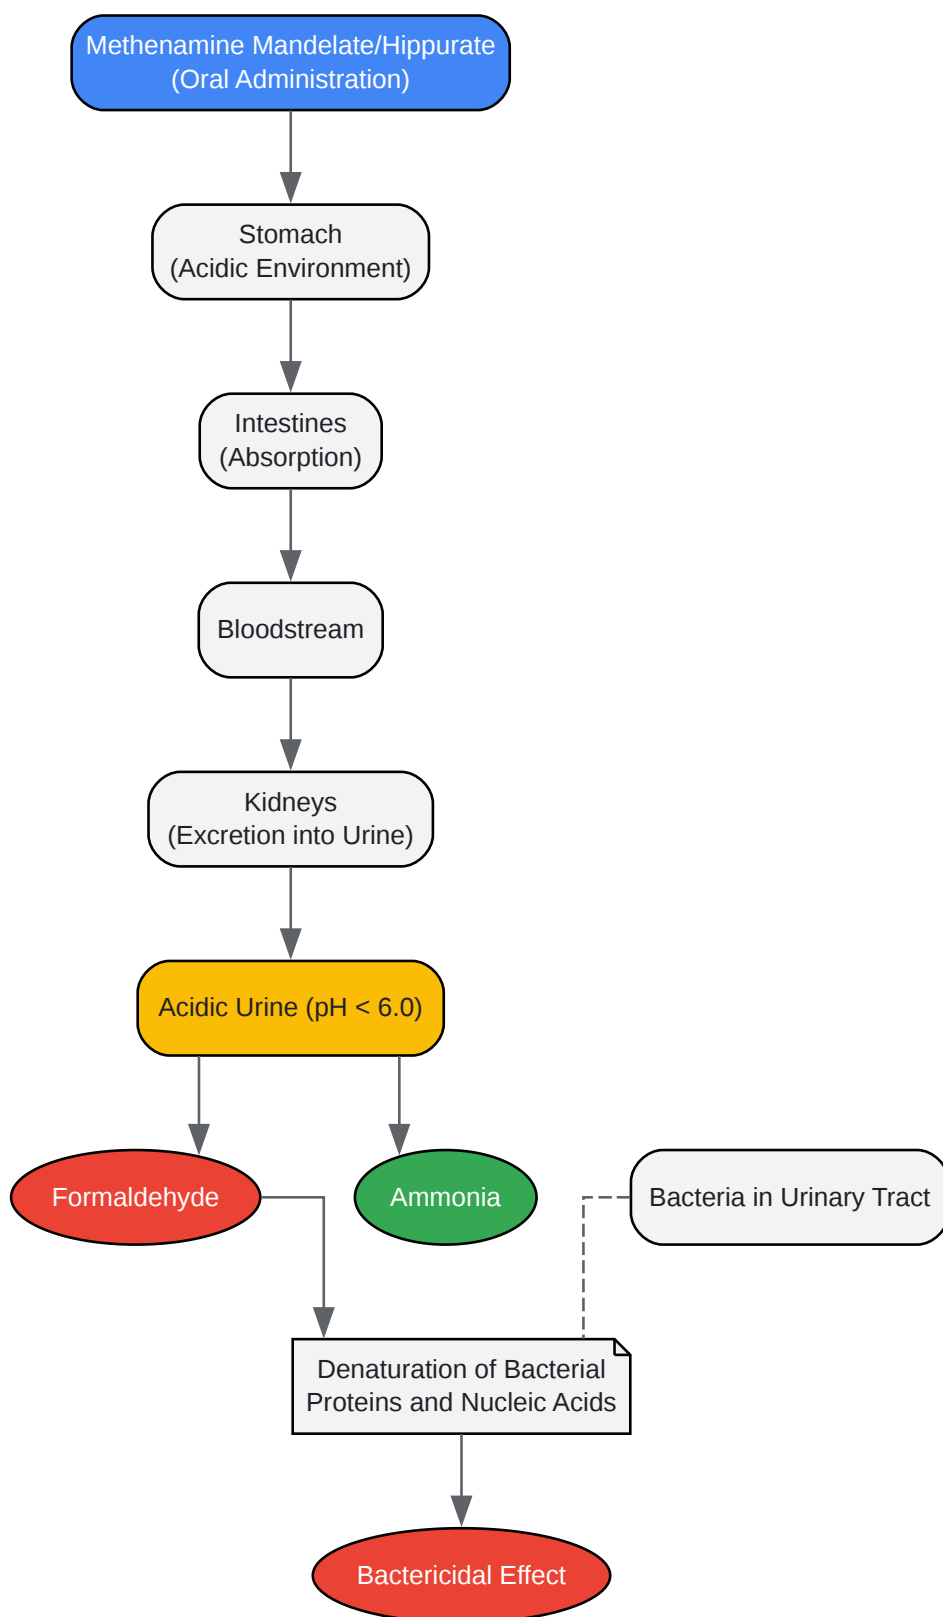 Methenamine Mandelate/Hippurate
(Oral Administration)
Stomach
(Acidic Environment)
Intestines
(Absorption)
Bloodstream
Kidneys
(Excretion into Urine)
Acidic Urine (pH < 6.0)
Formaldehyde
Ammonia
Bacteria in Urinary Tract
Denaturation of Bacterial
Proteins and Nucleic Acids
Bactericidal Effect